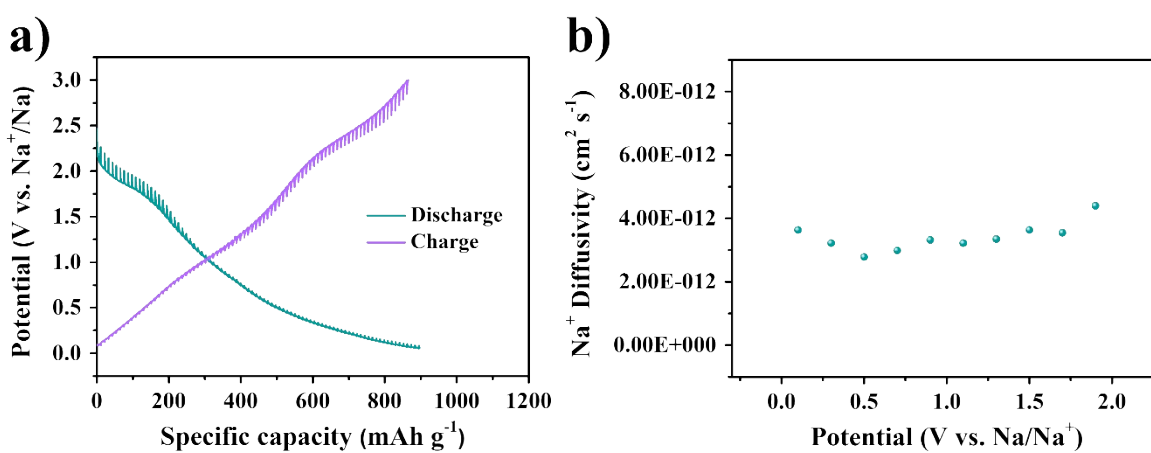 a)
Potential (V vs. Na⁺/Na)
3.0
2.5
2.0
1.5
1.0
0.5
0.0
Discharge
Charge
0 200 400 600 800 1000 1200
Specific capacity (mAh g⁻¹)
b)
Na⁺ Diffusivity (cm² s⁻¹)
8.00E-012
6.00E-012
4.00E-012
2.00E-012
0.00E+000
0.0 0.5 1.0 1.5 2.0
Potential (V vs. Na/Na⁺)